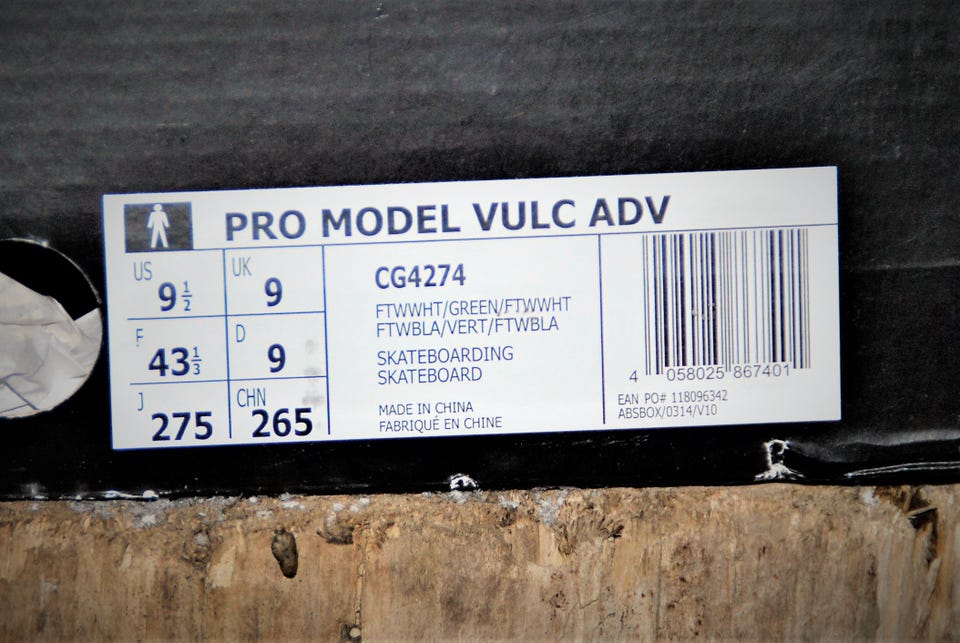 PRO MODEL VULC ADV
US 9 1/2
UK 9
F 43 1/3
D 9
J 275
CHN 265
CG4274
FTWWHT/GREEN/FTWWHT
FTWBLA/VERT/FTWBLA
SKATEBOARDING
SKATEBOARD
MADE IN CHINA
FABRIQUÉ EN CHINE
4 058025 867401
EAN PO# 118096342
ABSBOX/0314/V10